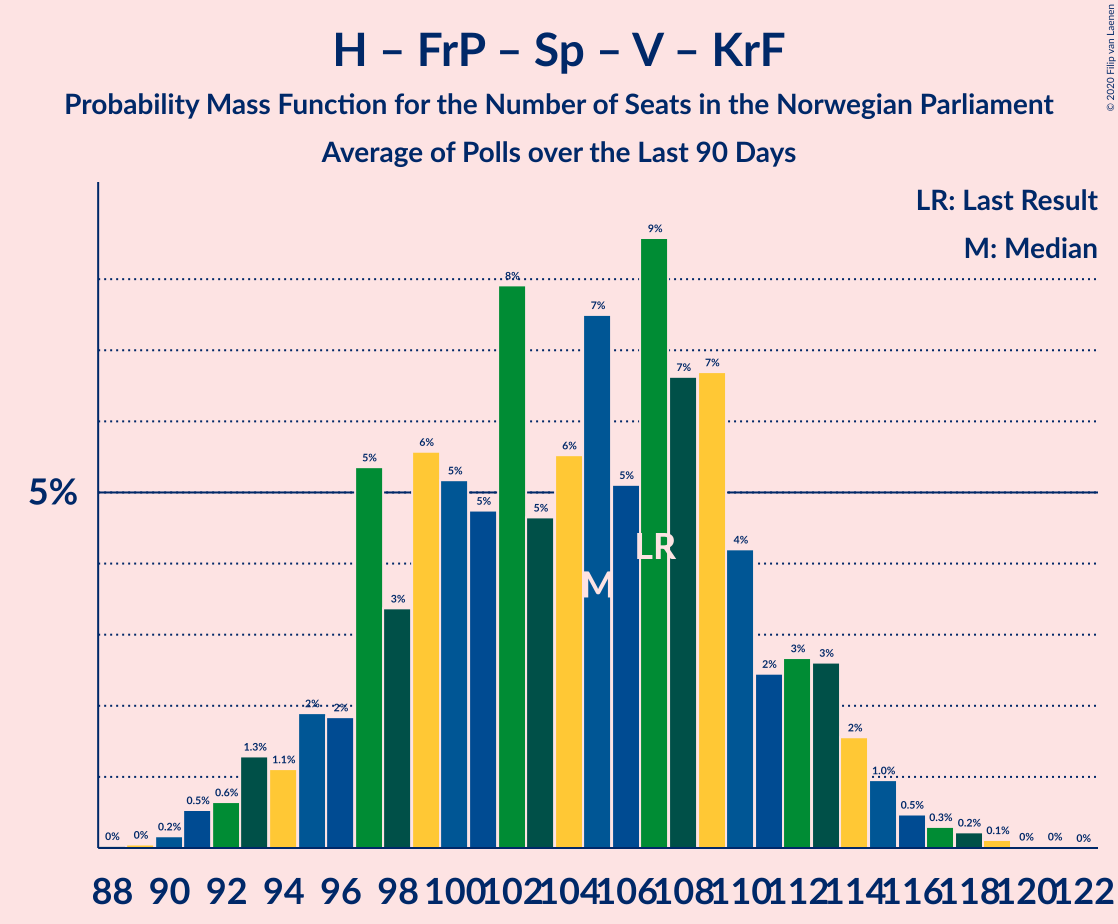 H – FrP – Sp – V – KrF
Probability Mass Function for the Number of Seats in the Norwegian Parliament
Average of Polls over the Last 90 Days
© 2020 Filip van Laenen
LR: Last Result
M: Median
5%
0% 0% 0.2% 0.5% 0.6% 1.3% 1.1% 2% 2% 5% 3% 6% 5% 5% 8% 5% 6% 7% 5% 9% 7% 7% 4% 2% 3% 3% 2% 1.0% 0.5% 0.3% 0.2% 0.1% 0% 0% 0%
LR
M
88 90 92 94 96 98 100 102 104 106 108 110 112 114 116 118 120 122